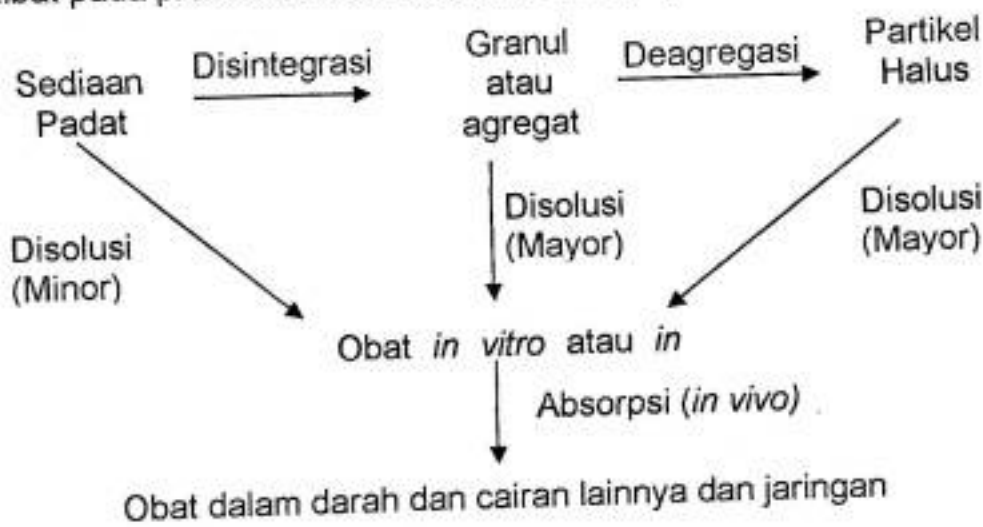 pada
Sediaan
Padat
Disintegrasi
Granul
atau
agregat
Deagregasi
Partikel
Halus
Disolusi
(Minor)
Disolusi
(Mayor)
Disolusi
(Mayor)
Obat in vitro atau in
Absorpsi (in vivo)
Obat dalam darah dan cairan lainnya dan jaringan